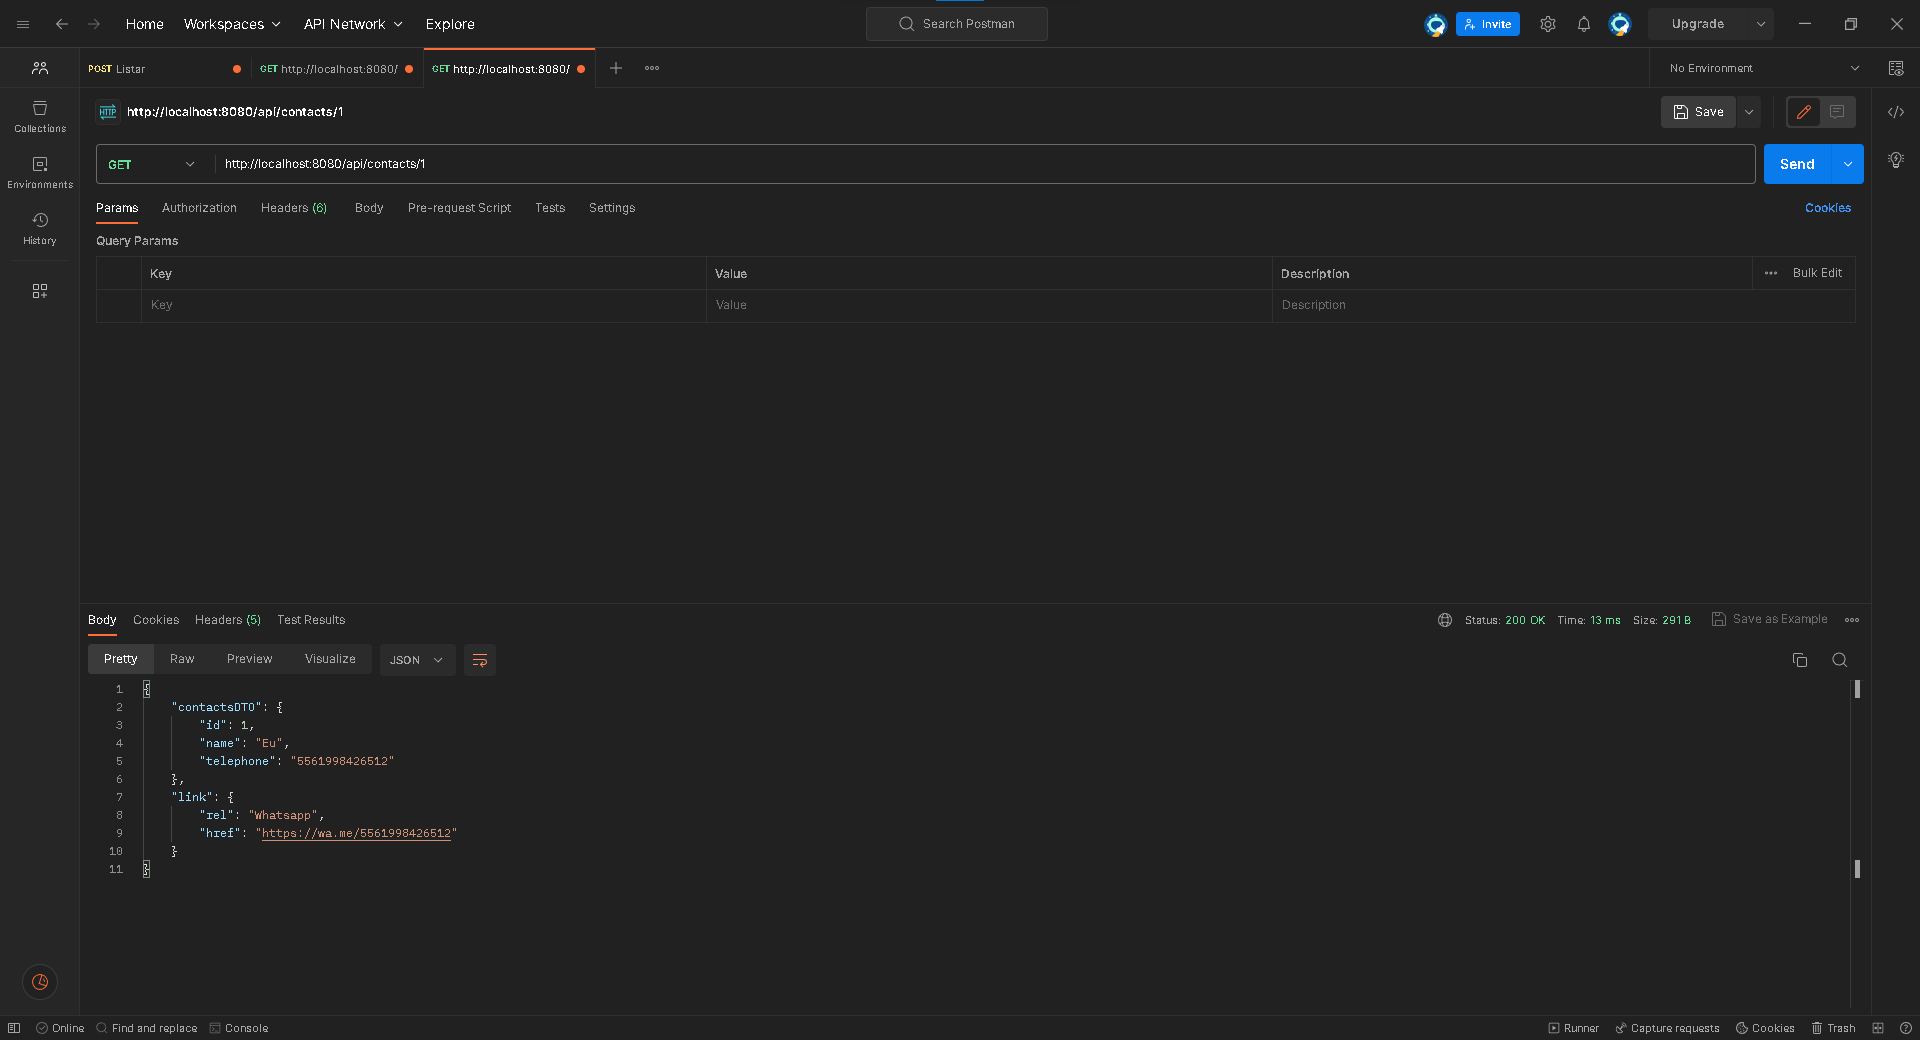 Home Workspaces API Network Explore Search Postman Invite Upgrade
POST Listar GET http://localhost:8080/ GET http://localhost:8080/ No Environment
HTTP http://localhost:8080/api/contacts/1 Save
Collections
GET http://localhost:8080/api/contacts/1 Send
Environments
Params Authorization Headers (6) Body Pre-request Script Tests Settings Cookies
History
Query Params
Key Value Description Bulk Edit
Key Value Description
Body Cookies Headers (5) Test Results Status: 200 OK Time: 13 ms Size: 291 B Save as Example
Pretty Raw Preview Visualize JSON
1 {
2 "contactsDTO": {
3 "id": 1,
4 "name": "Eu",
5 "telephone": "5561998426512"
6 },
7 "link": {
8 "rel": "Whatsapp",
9 "href": "https://wa.me/5561998426512"
10 }
11 }
Online Find and replace Console Runner Capture requests Cookies Trash